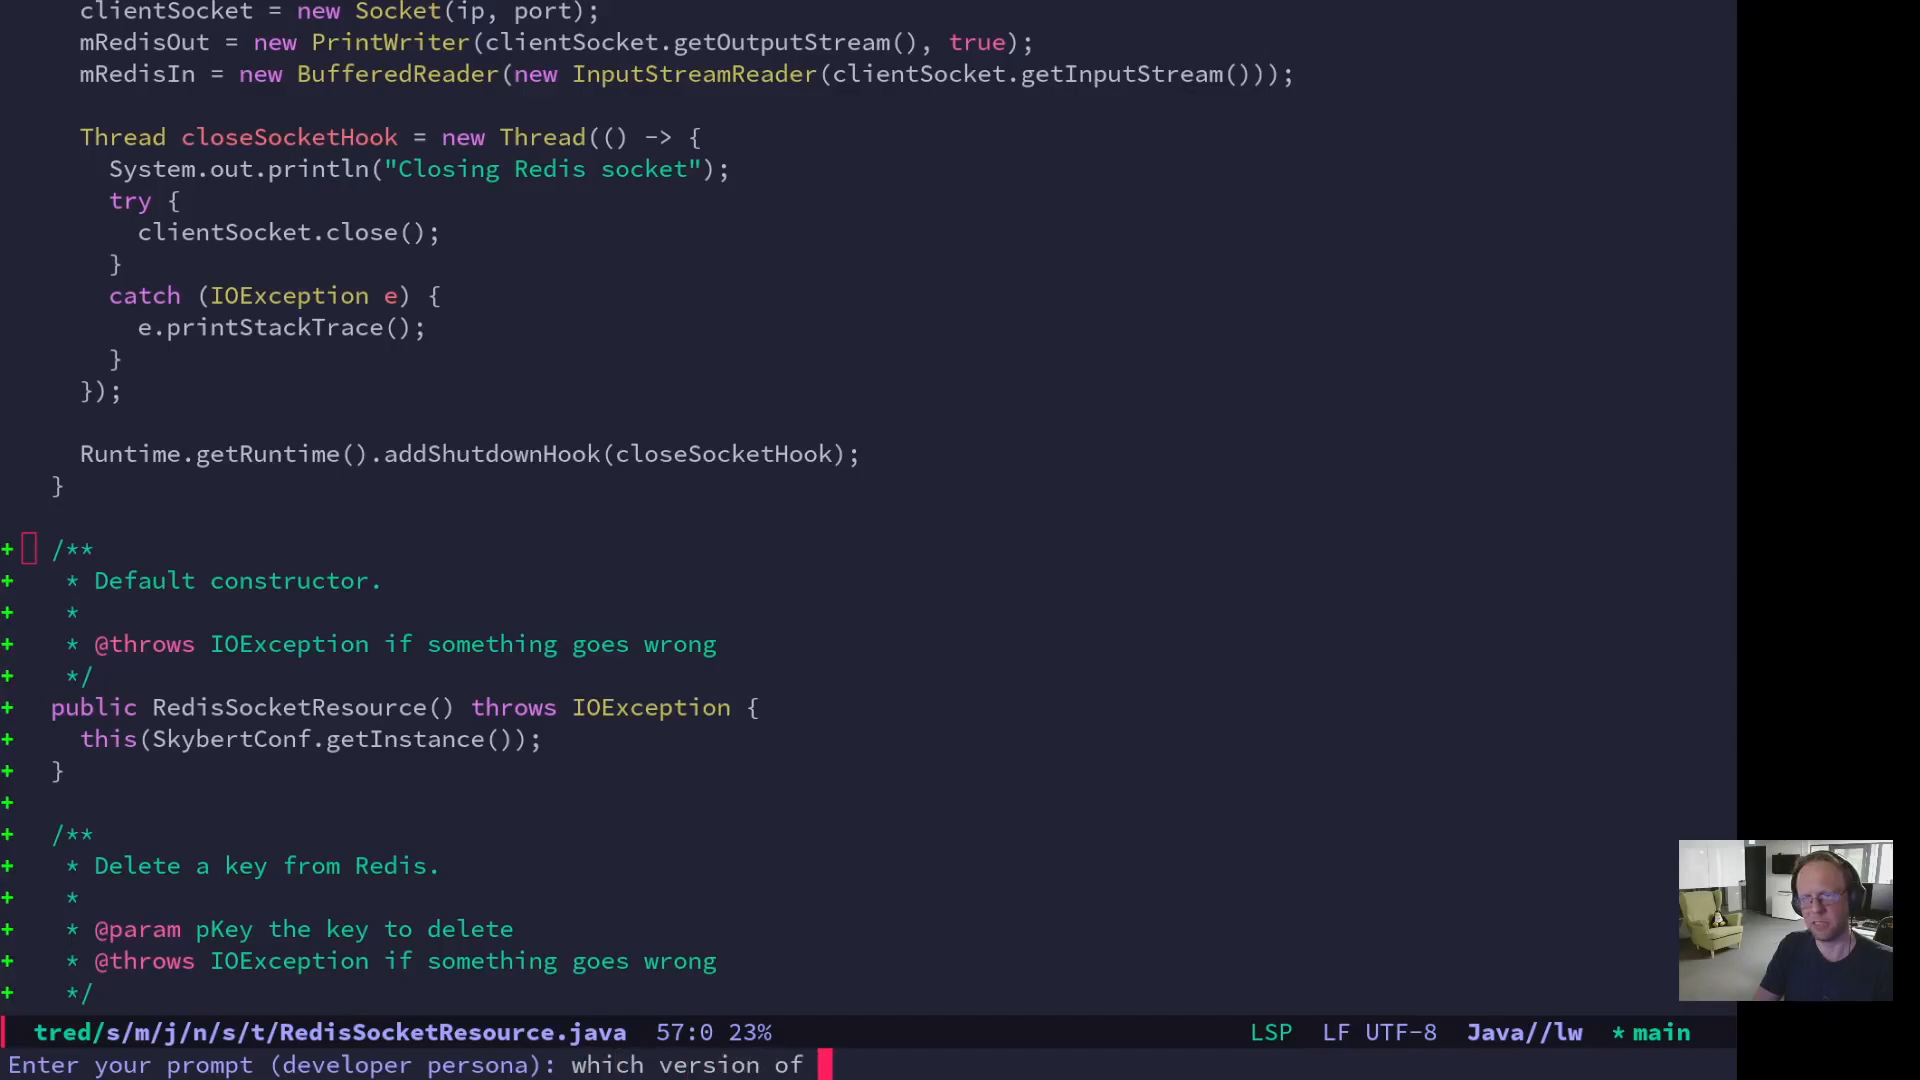 clientSocket = new Socket(ip, port);
mRedisOut = new PrintWriter(clientSocket.getOutputStream(), true);
mRedisIn = new BufferedReader(new InputStreamReader(clientSocket.getInputStream()));
Thread closeSocketHook = new Thread(() -> {
System.out.println("Closing Redis socket");
try {
clientSocket.close();
}
catch (IOException e) {
e.printStackTrace();
}
});
Runtime.getRuntime().addShutdownHook(closeSocketHook);
}
+ /**
+ * Default constructor.
+ *
+ * @throws IOException if something goes wrong
+ */
+ public RedisSocketResource() throws IOException {
+ this(SkybertConf.getInstance());
+ }
+
+ /**
+ * Delete a key from Redis.
+ *
+ * @param pKey the key to delete
+ * @throws IOException if something goes wrong
+ */
tred/s/m/j/n/s/t/RedisSocketResource.java 57:0 23% LSP LF UTF-8 Java//lw * main
Enter your prompt (developer persona): which version of